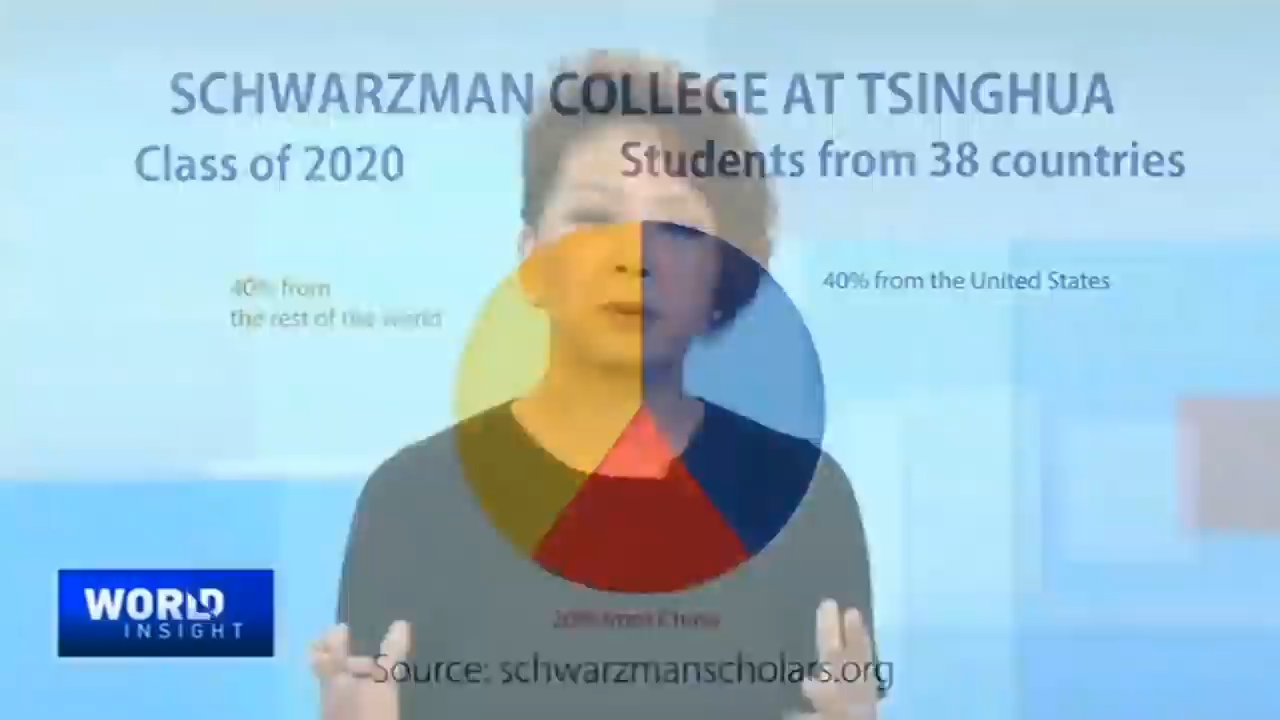 SCHWARZMAN COLLEGE AT TSINGHUA
Class of 2020
Students from 38 countries
40% from
the rest of the world
40% from the United States
20% from China
WORLD
INSIGHT
Source: schwarzmanscholars.org